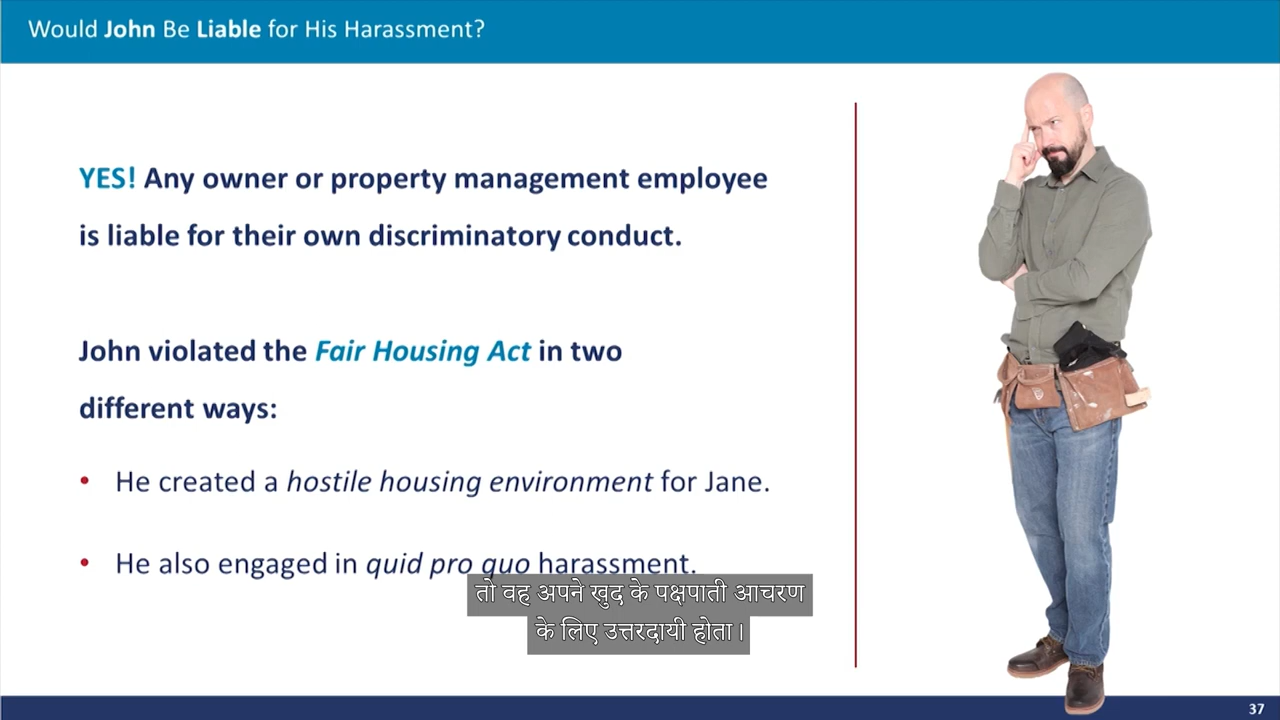 Would John Be Liable for His Harassment?
YES! Any owner or property management employee
is liable for their own discriminatory conduct.
John violated the Fair Housing Act in two
different ways:
• He created a hostile housing environment for Jane.
• He also engaged in quid pro quo harassment.
तो वह अपने खुद के पक्षपाती आचरण
के लिए उत्तरदायी होता।
37